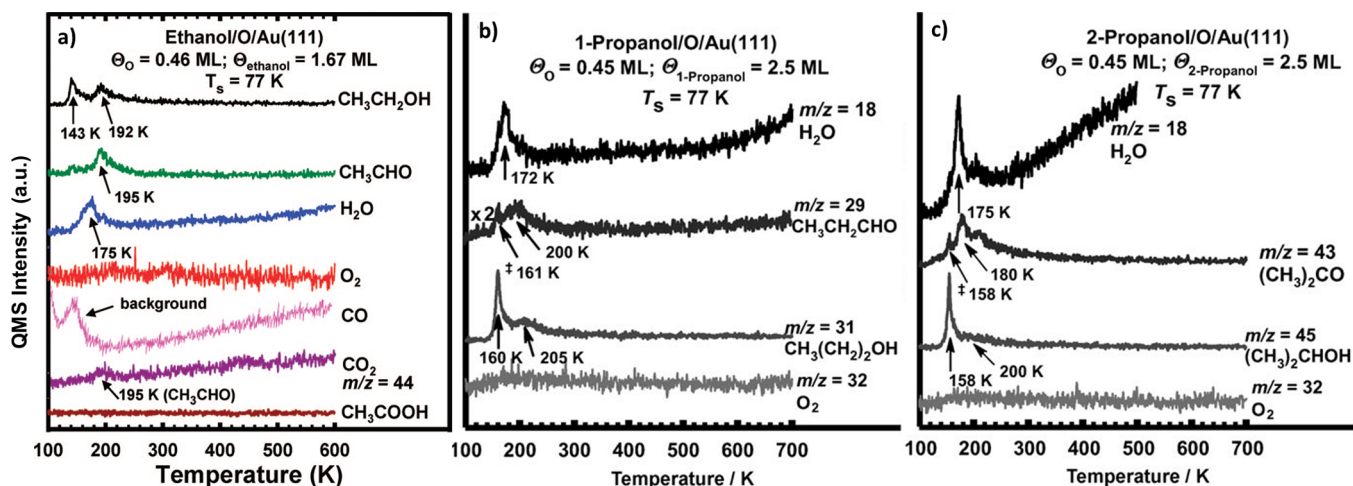 a)
Ethanol/O/Au(111)
Θ_O = 0.46 ML; Θ_ethanol = 1.67 ML
T_s = 77 K
CH₃CH₂OH
143 K
192 K
CH₃CHO
195 K
H₂O
175 K
O₂
background
CO
CO₂
m/z = 44
195 K (CH₃CHO)
CH₃COOH
QMS Intensity (a.u.)
100 200 300 400 500 600
Temperature (K)
b)
1-Propanol/O/Au(111)
Θ_O = 0.45 ML; Θ_1-Propanol = 2.5 ML
T_s = 77 K
m/z = 18
H₂O
172 K
x 2
m/z = 29
CH₃CH₂CHO
200 K
‡ 161 K
m/z = 31
CH₃(CH₂)₂OH
160 K
205 K
m/z = 32
O₂
100 200 300 400 500 600 700
Temperature / K
c)
2-Propanol/O/Au(111)
Θ_O = 0.45 ML; Θ_2-Propanol = 2.5 ML
T_s = 77 K
m/z = 18
H₂O
175 K
m/z = 43
(CH₃)₂CO
180 K
‡ 158 K
m/z = 45
(CH₃)₂CHOH
158 K
200 K
m/z = 32
O₂
100 200 300 400 500 600 700
Temperature / K